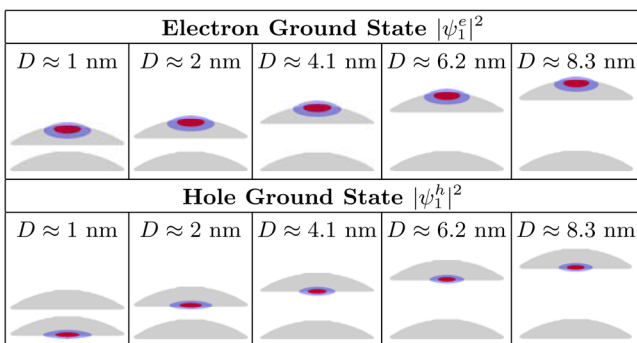 Electron Ground State |ψ₁ᵉ|²
D ≈ 1 nm D ≈ 2 nm D ≈ 4.1 nm D ≈ 6.2 nm D ≈ 8.3 nm
Hole Ground State |ψ₁ʰ|²
D ≈ 1 nm D ≈ 2 nm D ≈ 4.1 nm D ≈ 6.2 nm D ≈ 8.3 nm